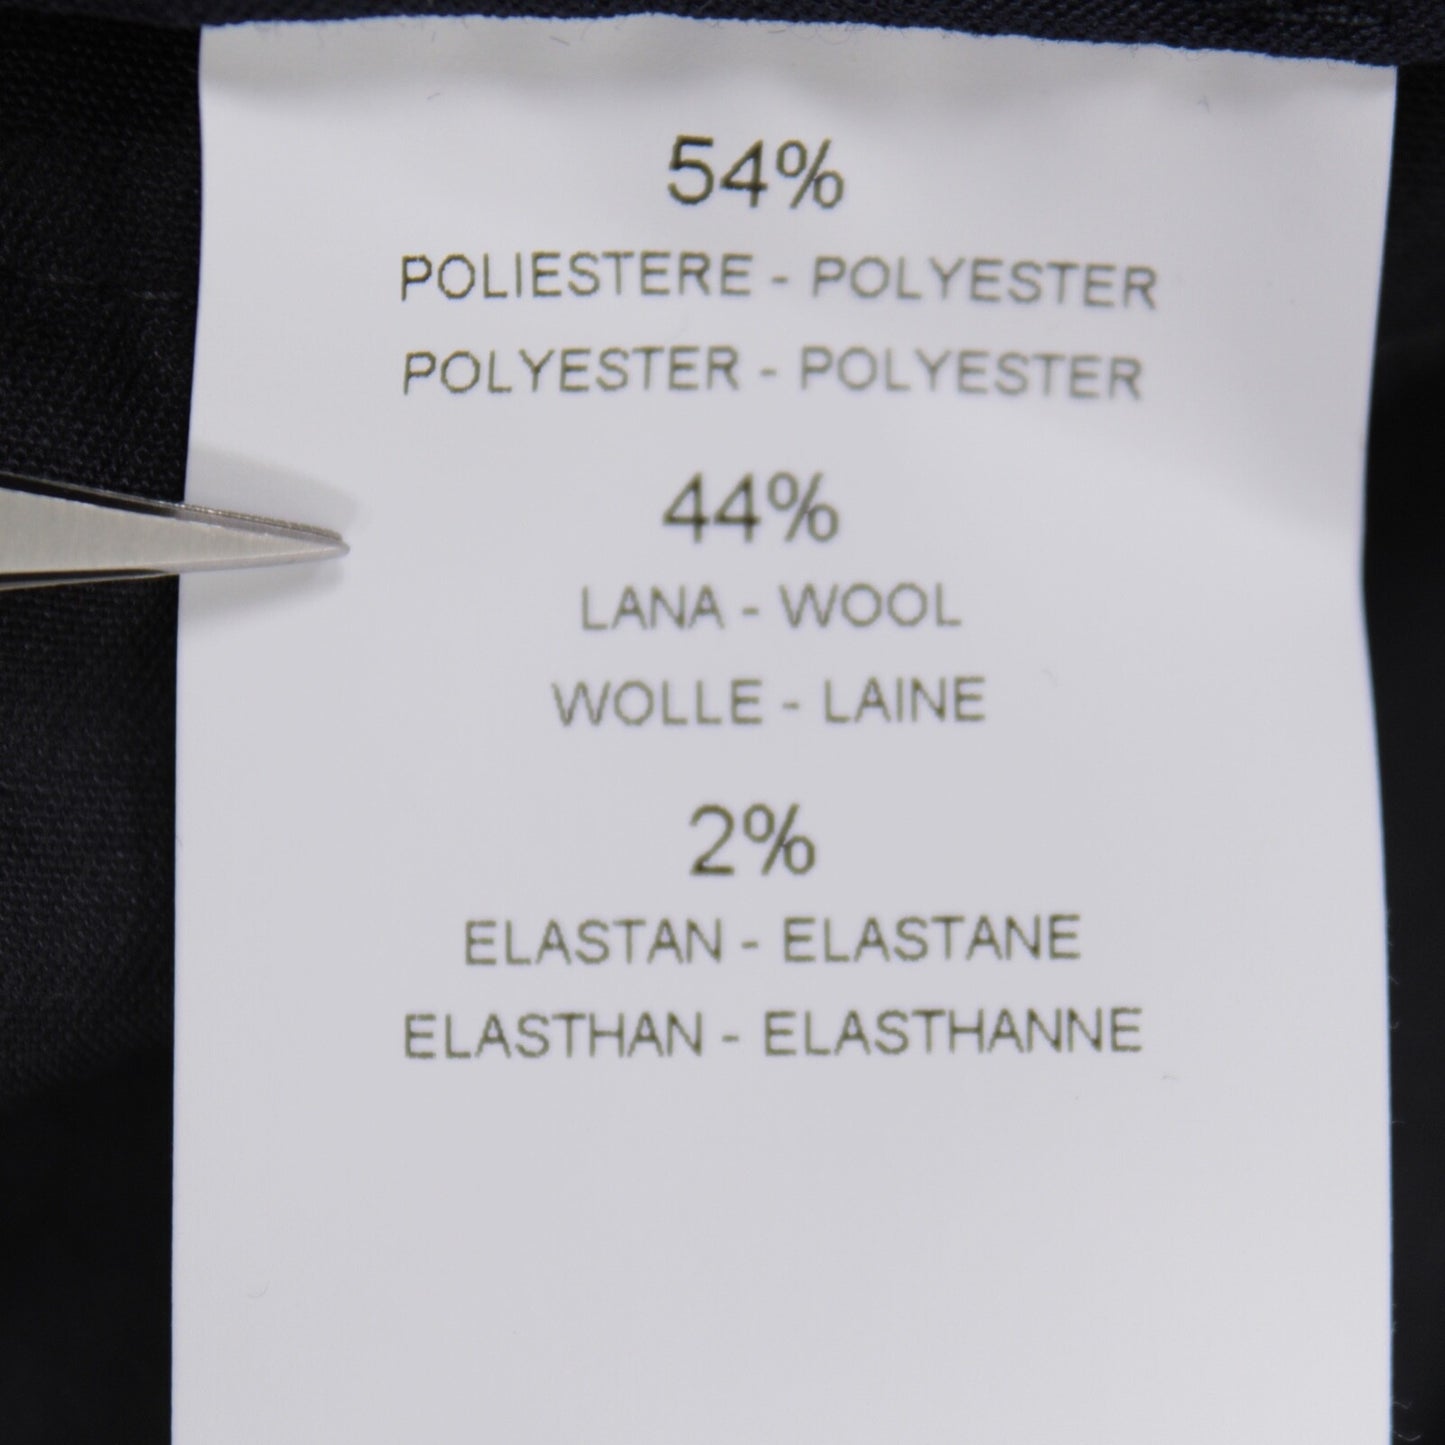 54%
POLIESTERE - POLYESTER
POLYESTER - POLYESTER
44%
LANA - WOOL
WOLLE - LAINE
2%
ELASTAN - ELASTANE
ELASTHAN - ELASTHANNE